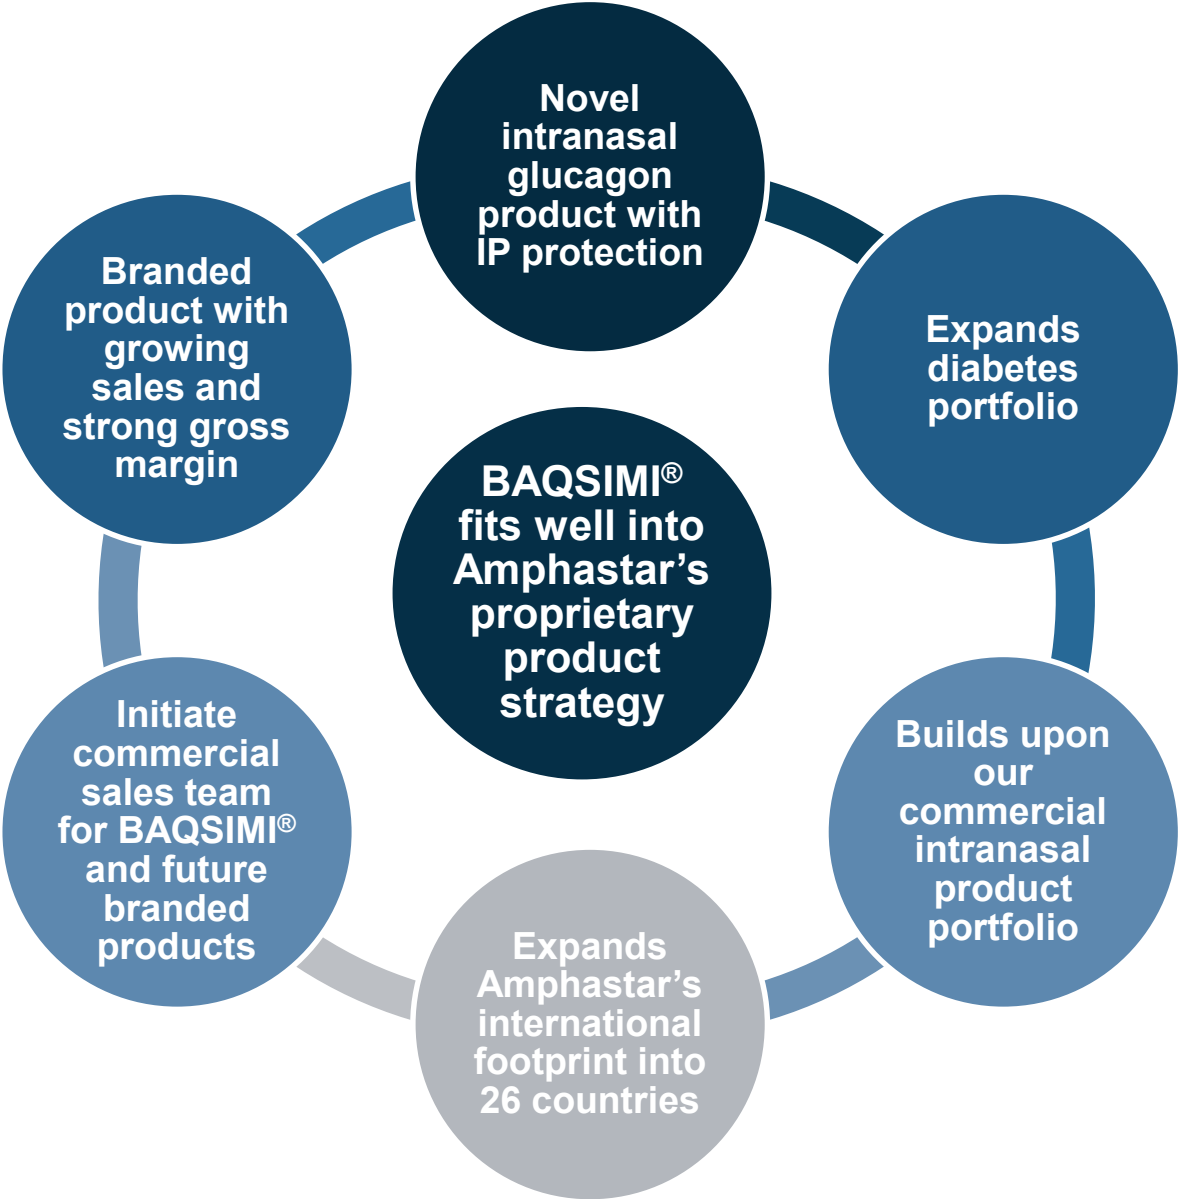 Novel
intranasal
glucagon
product with
IP protection
Expands
diabetes
portfolio
Builds upon
our
commercial
intranasal
product
portfolio
Expands
Amphastar’s
international
footprint into
26 countries
Initiate
commercial
sales team
for BAQSIMI®
and future
branded
products
Branded
product with
growing
sales and
strong gross
margin
BAQSIMI®
fits well into
Amphastar’s
proprietary
product
strategy